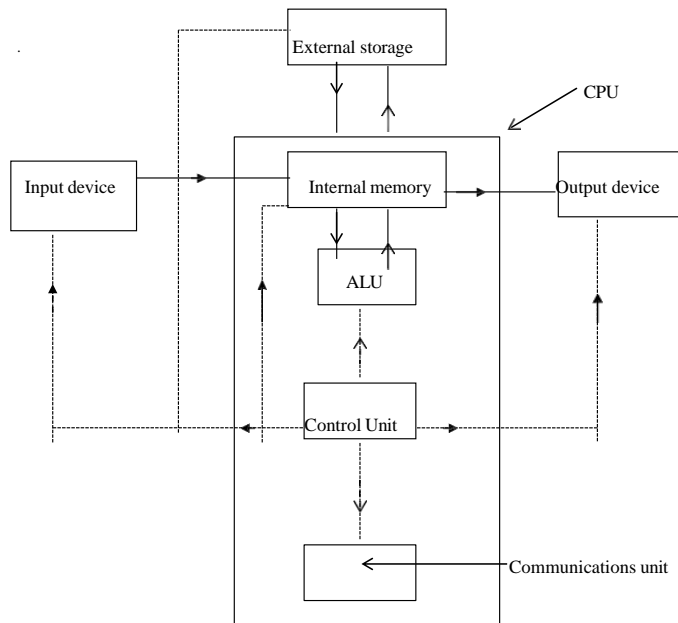 External storage
CPU
Input device
Internal memory
Output device
ALU
Control Unit
Communications unit